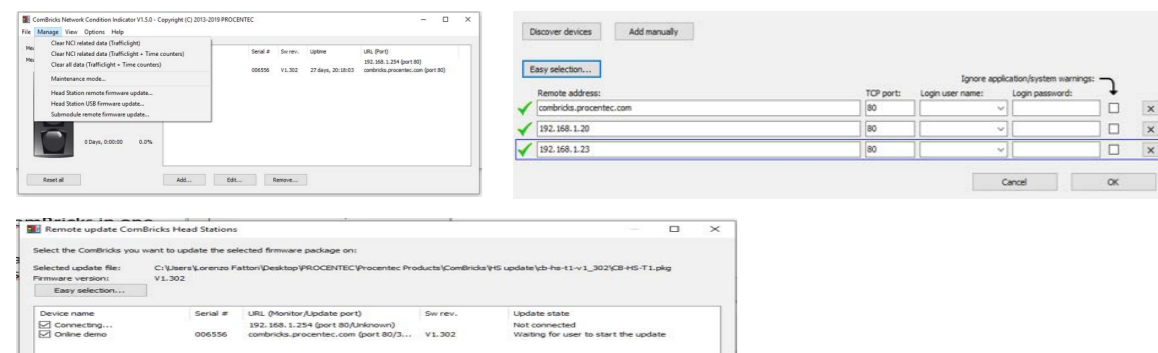 ComBricks Network Condition Indicator V1.5.0 - Copyright (C) 2013-2019 PROCENTEC
File Manage View Options Help
Clear NCI related data (Trafficlight)
Clear NCI related data (Trafficlight + Time counters)
Clear all data (Trafficlight + Time counters)
Maintenance mode...
Head Station remote firmware update...
Head Station USB firmware update...
Submodule remote firmware update...
Serial # Sw rev. Uptime URL (Port)
192.168.1.254 (port 80)
006556 V1.302 27 days, 20:18:03 combricks.procentec.com (port 80)
0 Days, 0:00:00 0.0%
Reset all Add... Edit... Remove...
Discover devices Add manually
Easy selection...
Ignore application/system warnings:
Remote address: TCP port: Login user name: Login password:
combricks.procentec.com 80
192.168.1.20 80
192.168.1.23 80
Cancel OK
Remote update ComBricks Head Stations
Select the ComBricks you want to update the selected firmware package on:
Selected update file: C:\Users\Lorenzo Fattori\Desktop\PROCENTEC\Procentec Products\ComBricks\HS update\cb-hs-t1-v1_302\CB-HS-T1.pkg
Firmware version: V1.302
Easy selection...
Device name Serial # URL (Monitor/Update port) Sw rev. Update state
Connecting... 192.168.1.254 (port 80/Unknown) Not connected
Online demo 006556 combricks.procentec.com (port 80/3... V1.302 Waiting for user to start the update